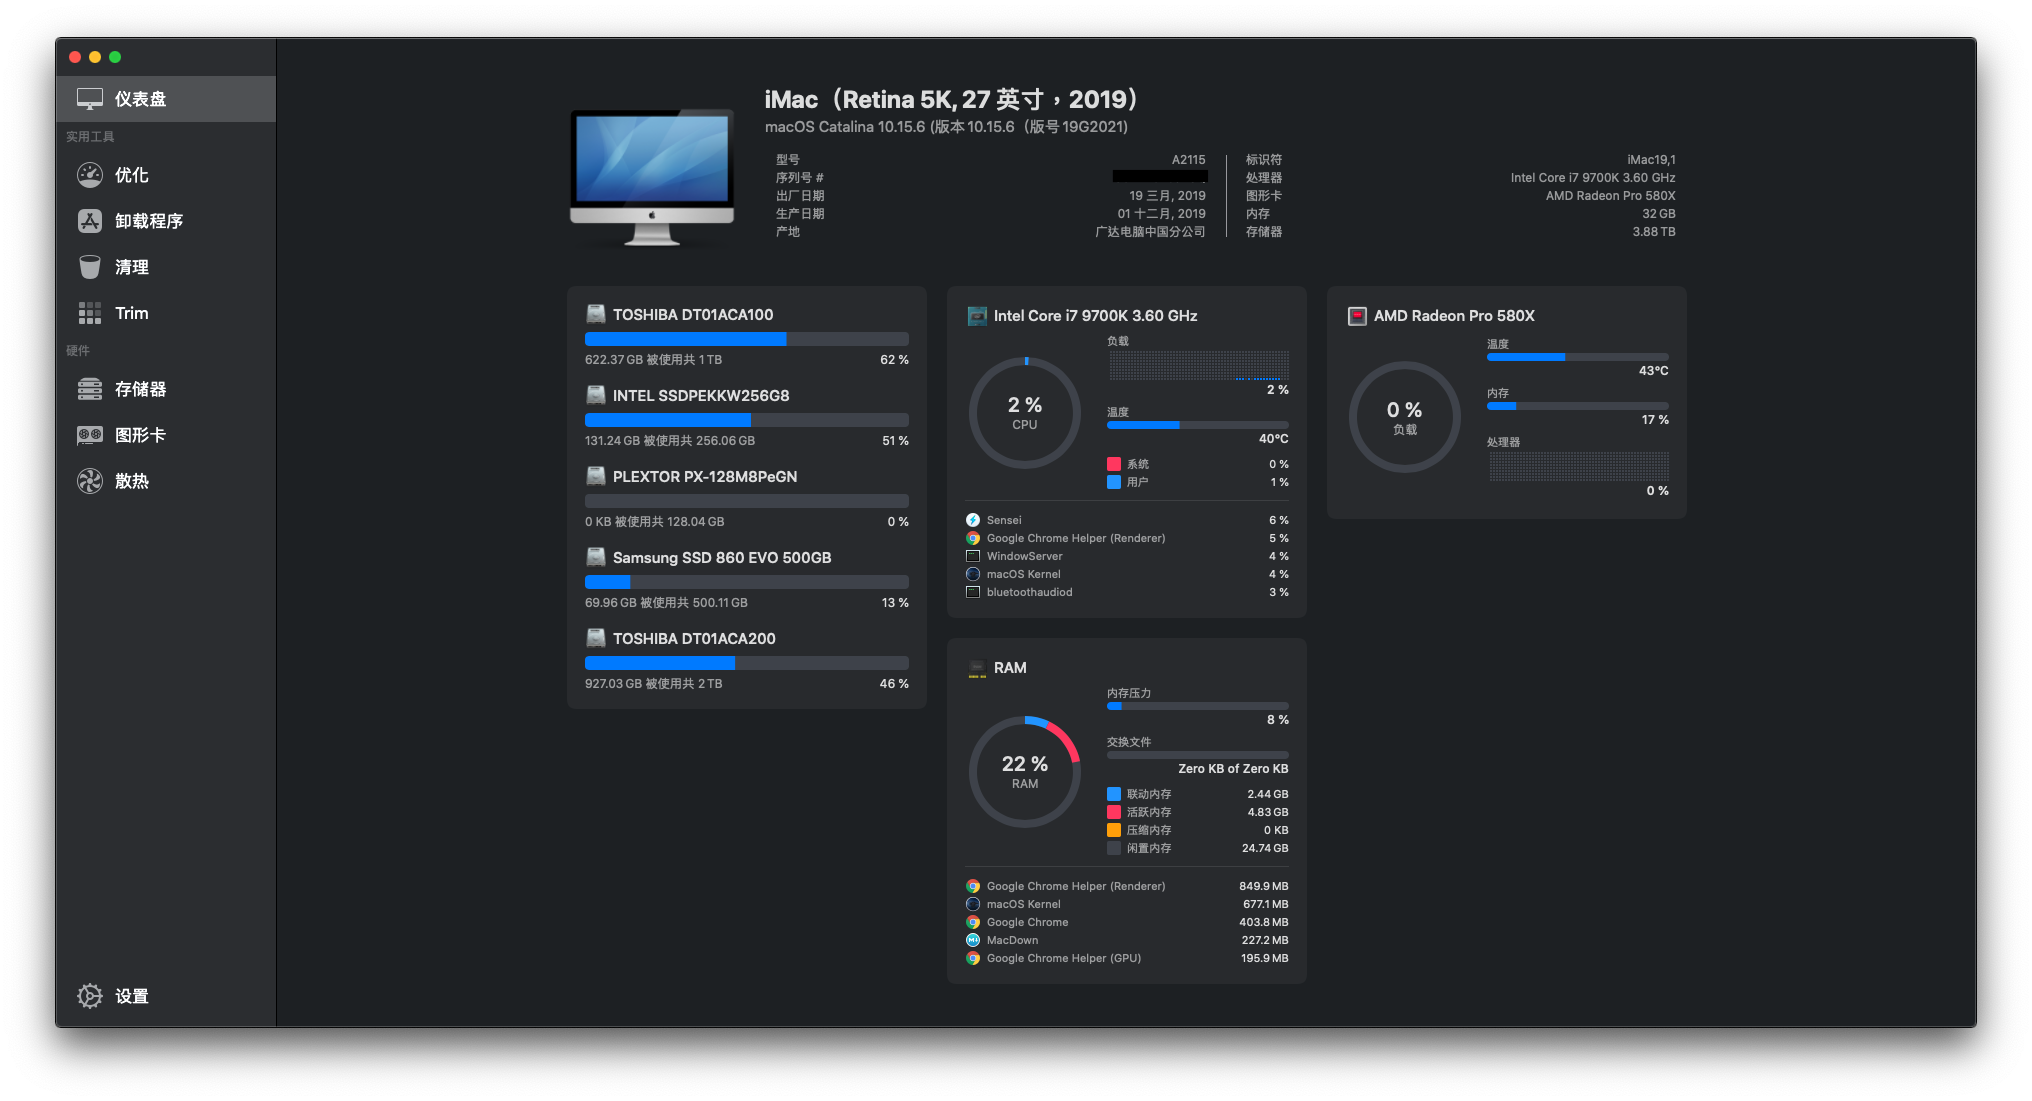 仪表盘
实用工具
优化
卸载程序
清理
Trim
硬件
存储器
图形卡
散热
设置
iMac（Retina 5K, 27 英寸，2019）
macOS Catalina 10.15.6 (版本 10.15.6（版号 19G2021)
型号 A2115
序列号 #
出厂日期 19 三月, 2019
生产日期 01 十二月, 2019
产地 广达电脑中国分公司
标识符 iMac19,1
处理器 Intel Core i7 9700K 3.60 GHz
图形卡 AMD Radeon Pro 580X
内存 32 GB
存储器 3.88 TB
TOSHIBA DT01ACA100
622.37 GB 被使用共 1 TB 62 %
INTEL SSDPEKKW256G8
131.24 GB 被使用共 256.06 GB 51 %
PLEXTOR PX-128M8PeGN
0 KB 被使用共 128.04 GB 0 %
Samsung SSD 860 EVO 500GB
69.96 GB 被使用共 500.11 GB 13 %
TOSHIBA DT01ACA200
927.03 GB 被使用共 2 TB 46 %
Intel Core i7 9700K 3.60 GHz
2 %
CPU
负载
2 %
温度
40°C
系统 0 %
用户 1 %
Sensei 6 %
Google Chrome Helper (Renderer) 5 %
WindowServer 4 %
macOS Kernel 4 %
bluetoothaudiod 3 %
RAM
22 %
RAM
内存压力
8 %
交换文件
Zero KB of Zero KB
联动内存 2.44 GB
活跃内存 4.83 GB
压缩内存 0 KB
闲置内存 24.74 GB
Google Chrome Helper (Renderer) 849.9 MB
macOS Kernel 677.1 MB
Google Chrome 403.8 MB
MacDown 227.2 MB
Google Chrome Helper (GPU) 195.9 MB
AMD Radeon Pro 580X
0 %
负载
温度
43°C
内存
17 %
处理器
0 %